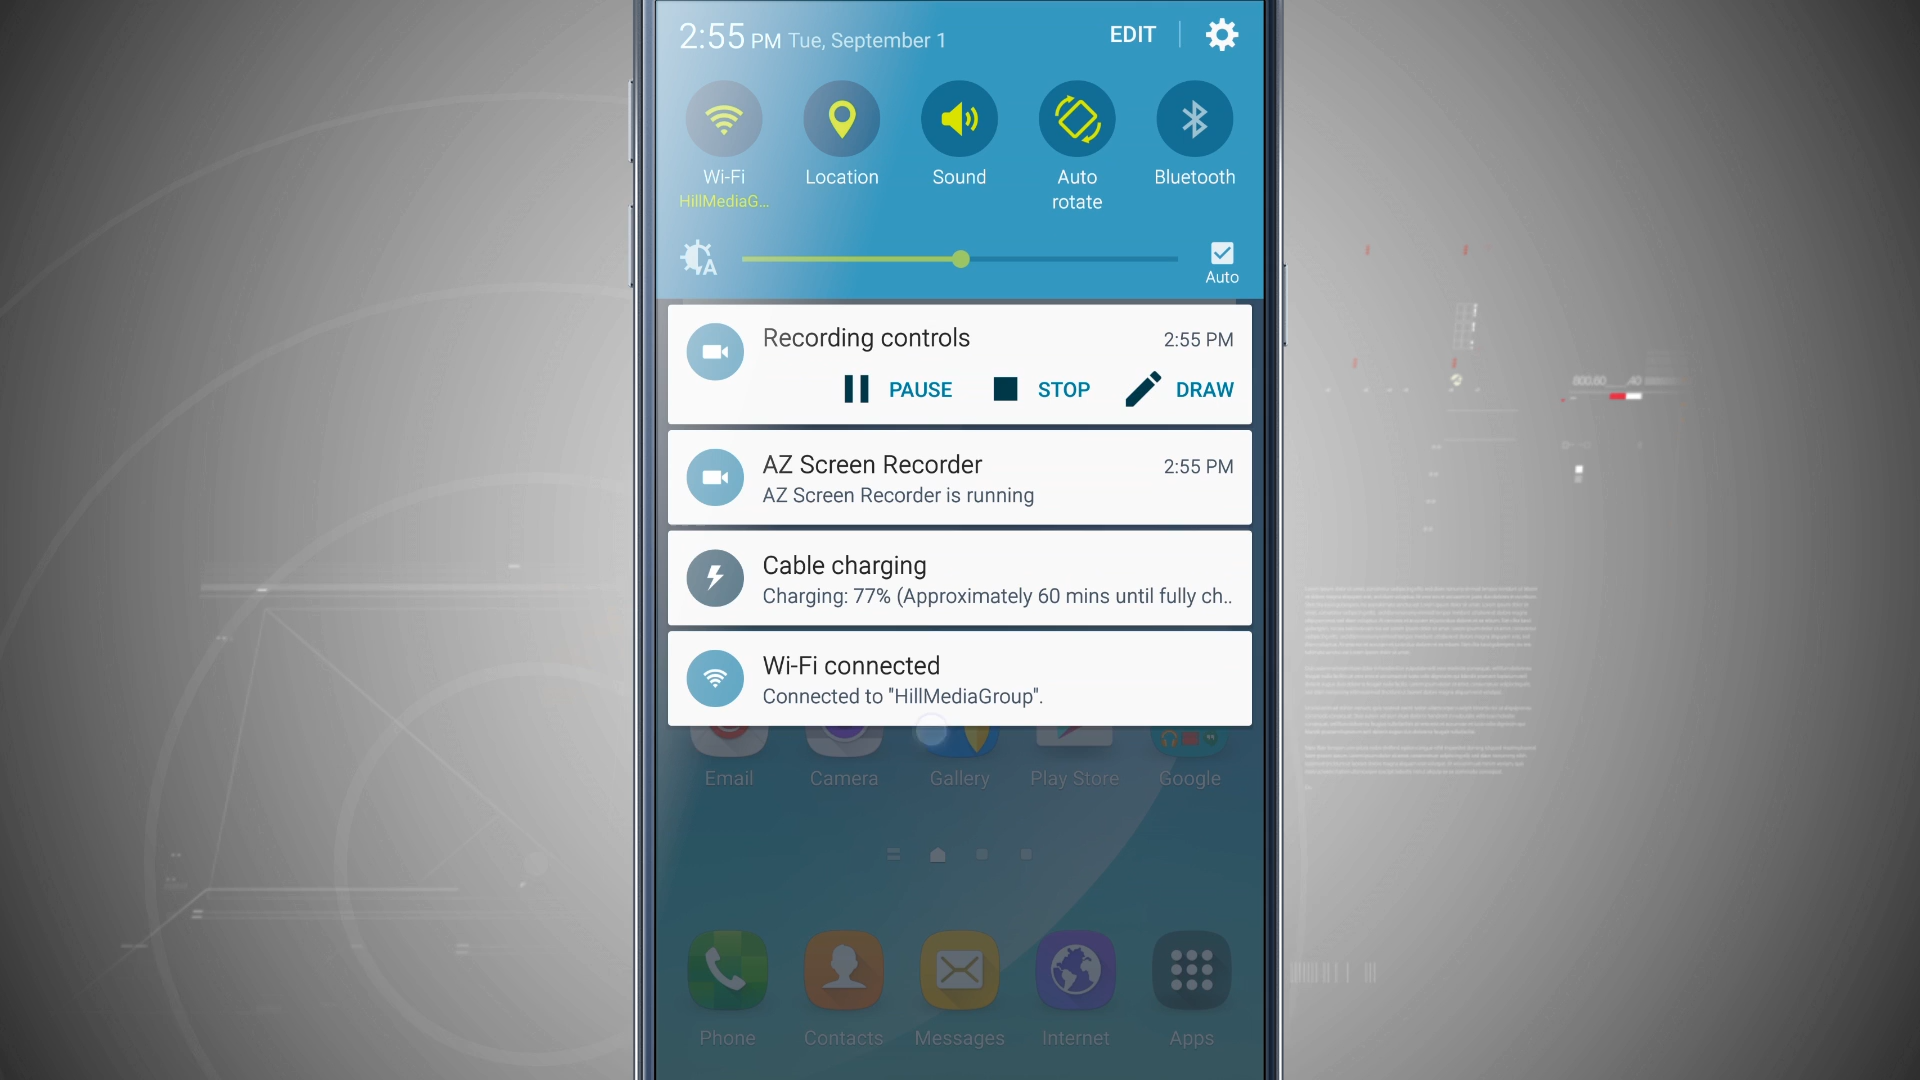 2:55 PM Tue, September 1 EDIT
Wi-Fi Location Sound Auto rotate Bluetooth
HillMediaG...
A
Auto
Recording controls 2:55 PM
PAUSE STOP DRAW
AZ Screen Recorder 2:55 PM
AZ Screen Recorder is running
Cable charging
Charging: 77% (Approximately 60 mins until fully ch..
Wi-Fi connected
Connected to "HillMediaGroup".
Email Camera Gallery Play Store Google
Phone Contacts Messages Internet Apps